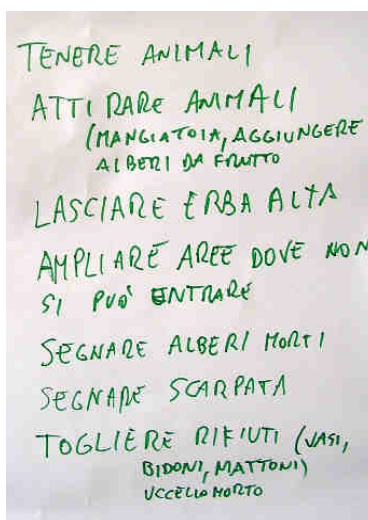 TENERE ANIMALI
ATTIRARE ANIMALI
(MANGIATOIA, AGGIUNGERE
ALBERI DA FRUTTO
LASCIARE ERBA ALTA
AMPLIARE AREE DOVE NON
SI PUÒ ENTRARE
SEGNARE ALBERI MORTI
SEGNARE SCARPATA
TOGLIERE RIFIUTI (VASI,
BIDONI, MATTONI)
UCCELLO MORTO